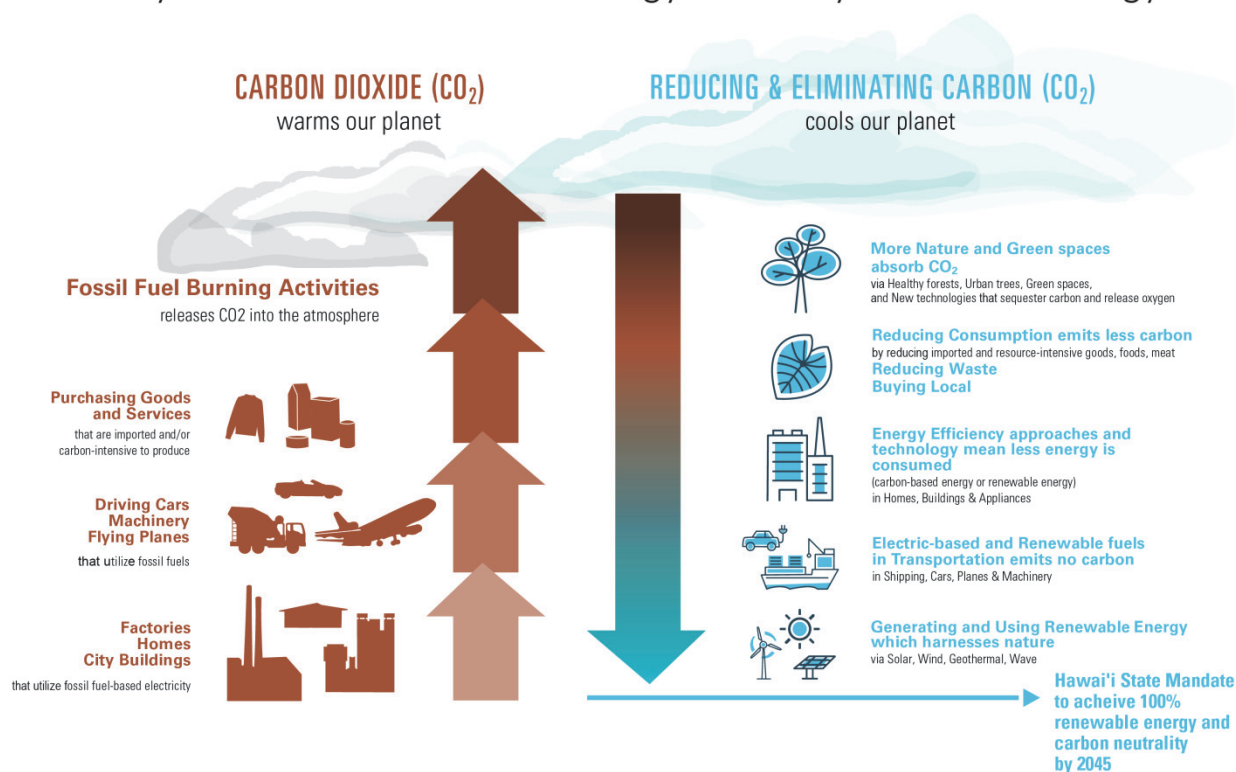 CARBON DIOXIDE (CO₂)
warms our planet
Fossil Fuel Burning Activities
releases CO2 into the atmosphere
Purchasing Goods
and Services
that are imported and/or
carbon-intensive to produce
Driving Cars
Machinery
Flying Planes
that utilize fossil fuels
Factories
Homes
City Buildings
that utilize fossil fuel-based electricity
REDUCING & ELIMINATING CARBON (CO₂)
cools our planet
More Nature and Green spaces
absorb CO₂
via Healthy forests, Urban trees, Green spaces,
and New technologies that sequester carbon and release oxygen
Reducing Consumption emits less carbon
by reducing imported and resource-intensive goods, foods, meat
Reducing Waste
Buying Local
Energy Efficiency approaches and
technology mean less energy is
consumed
(carbon-based energy or renewable energy)
in Homes, Buildings & Appliances
Electric-based and Renewable fuels
in Transportation emits no carbon
in Shipping, Cars, Planes & Machinery
Generating and Using Renewable Energy
which harnesses nature
via Solar, Wind, Geothermal, Wave
Hawai'i State Mandate
to acheive 100%
renewable energy and
carbon neutrality
by 2045